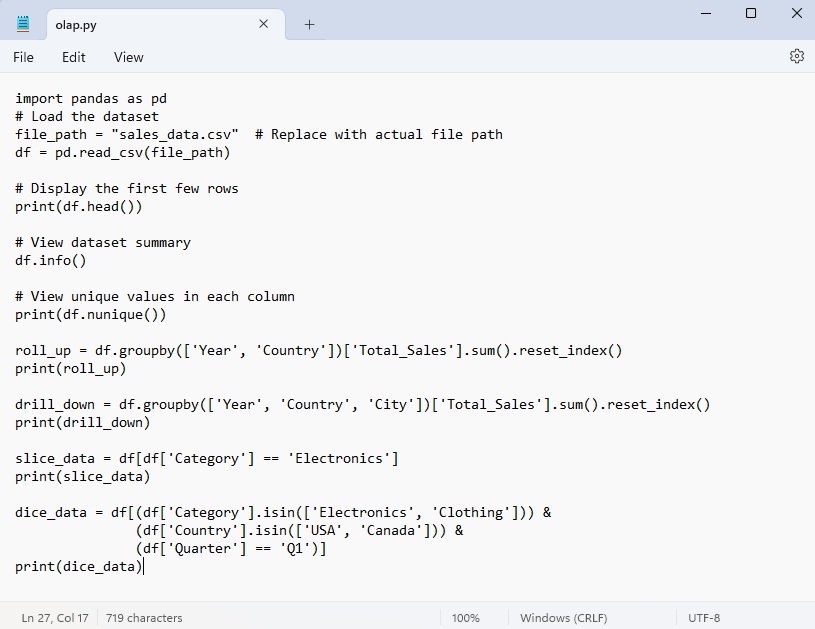 olap.py
File Edit View
import pandas as pd
# Load the dataset
file_path = "sales_data.csv"  # Replace with actual file path
df = pd.read_csv(file_path)
# Display the first few rows
print(df.head())
# View dataset summary
df.info()
# View unique values in each column
print(df.nunique())
roll_up = df.groupby(['Year', 'Country'])['Total_Sales'].sum().reset_index()
print(roll_up)
drill_down = df.groupby(['Year', 'Country', 'City'])['Total_Sales'].sum().reset_index()
print(drill_down)
slice_data = df[df['Category'] == 'Electronics']
print(slice_data)
dice_data = df[(df['Category'].isin(['Electronics', 'Clothing'])) &
               (df['Country'].isin(['USA', 'Canada'])) &
               (df['Quarter'] == 'Q1')]
print(dice_data)
Ln 27, Col 17 719 characters 100% Windows (CRLF) UTF-8